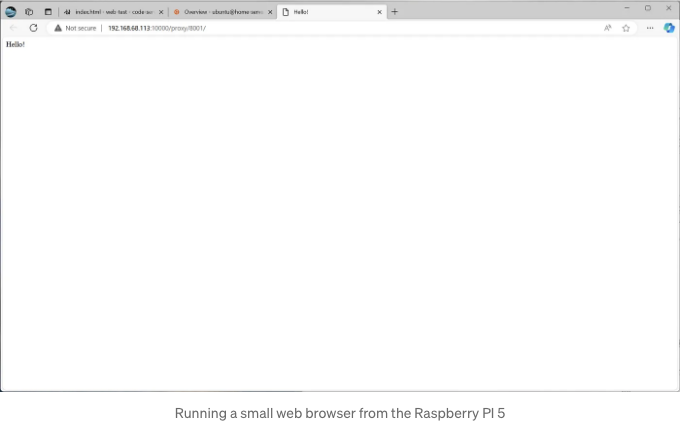 index.html - web-test - code-ser
Overview - ubuntu@home-serv
Hello!
Not secure | 192.168.68.113:10000/proxy/8001/
Hello!
Running a small web browser from the Raspberry PI 5